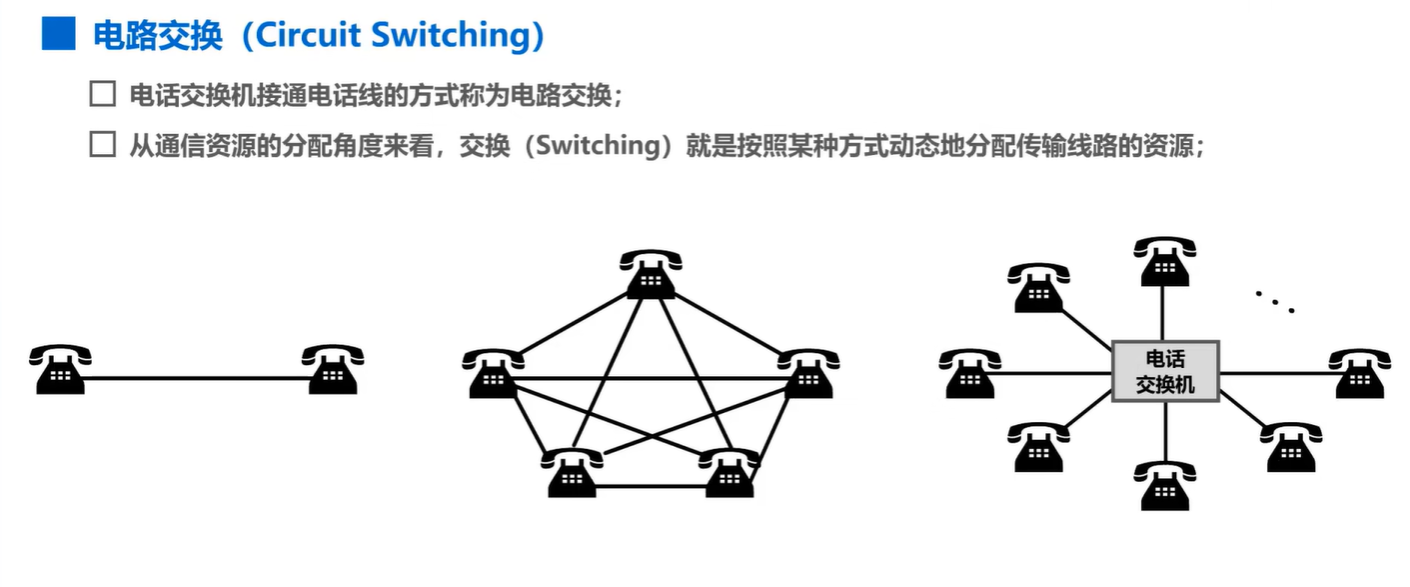 电路交换（Circuit Switching）
电话交换机接通电话线的方式称为电路交换；
从通信资源的分配角度来看，交换（Switching）就是按照某种方式动态地分配传输线路的资源；
电话
交换机